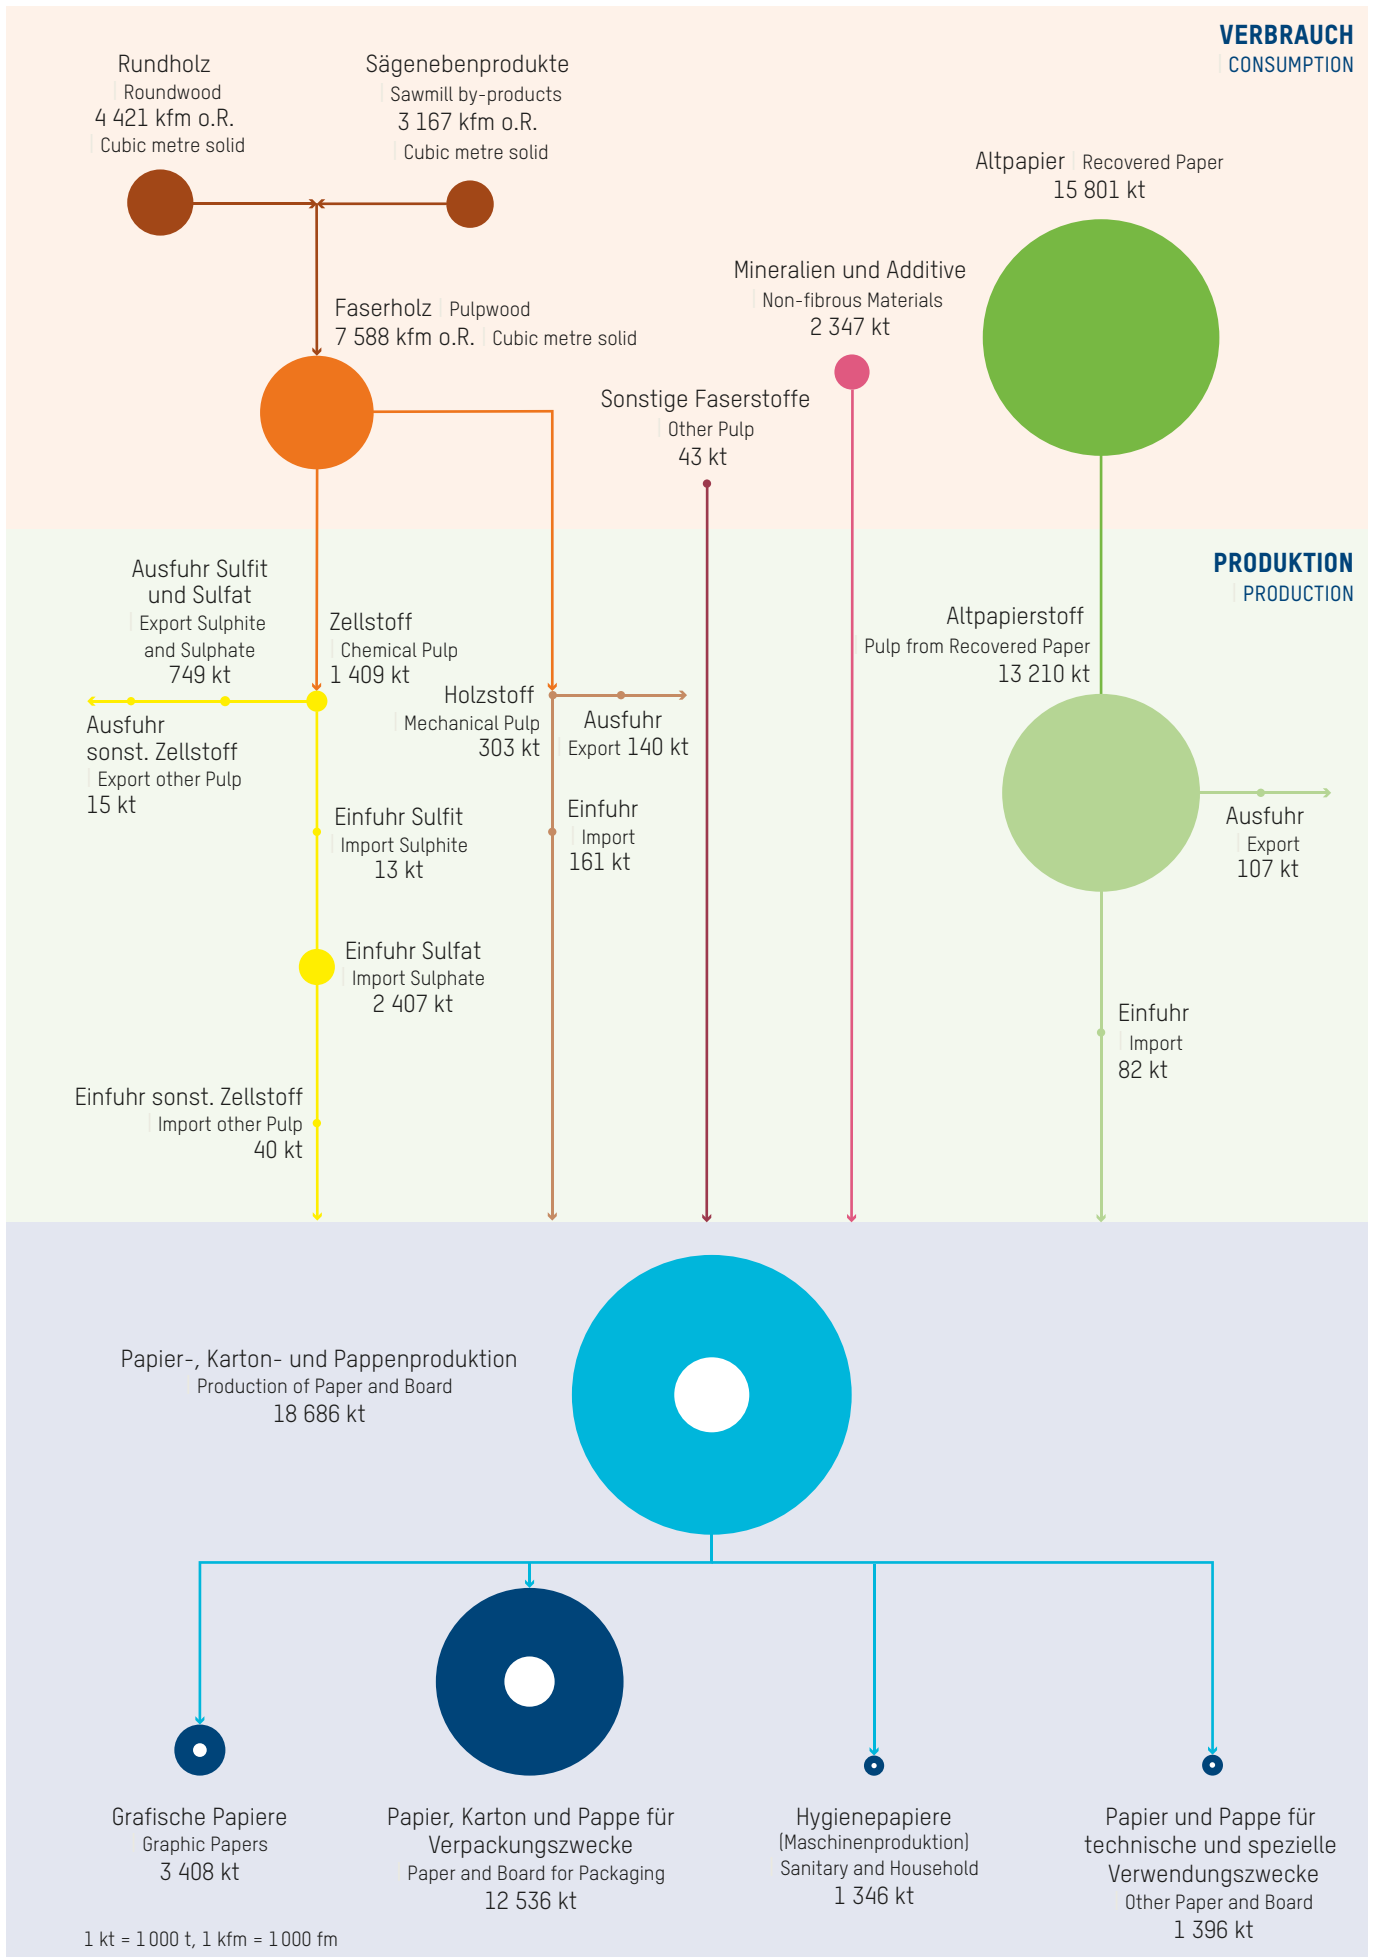 VERBRAUCH
CONSUMPTION
Rundholz
Roundwood
4 421 kfm o.R.
Cubic metre solid
Sägenebenprodukte
Sawmill by-products
3 167 kfm o.R.
Cubic metre solid
Altpapier | Recovered Paper
15 801 kt
Mineralien und Additive
Non-fibrous Materials
2 347 kt
Faserholz | Pulpwood
7 588 kfm o.R. | Cubic metre solid
Sonstige Faserstoffe
Other Pulp
43 kt
PRODUKTION
PRODUCTION
Ausfuhr Sulfit
und Sulfat
Export Sulphite
and Sulphate
749 kt
Zellstoff
Chemical Pulp
1 409 kt
Altpapierstoff
Pulp from Recovered Paper
13 210 kt
Holzstoff
Mechanical Pulp
303 kt
Ausfuhr
Export 140 kt
Ausfuhr
sonst. Zellstoff
Export other Pulp
15 kt
Einfuhr Sulfit
Import Sulphite
13 kt
Einfuhr
Import
161 kt
Ausfuhr
Export
107 kt
Einfuhr Sulfat
Import Sulphate
2 407 kt
Einfuhr
Import
82 kt
Einfuhr sonst. Zellstoff
Import other Pulp
40 kt
Papier-, Karton- und Pappenproduktion
Production of Paper and Board
18 686 kt
Grafische Papiere
Graphic Papers
3 408 kt
Papier, Karton und Pappe für
Verpackungszwecke
Paper and Board for Packaging
12 536 kt
Hygienepapiere
(Maschinenproduktion)
Sanitary and Household
1 346 kt
Papier und Pappe für
technische und spezielle
Verwendungszwecke
Other Paper and Board
1 396 kt
1 kt = 1 000 t, 1 kfm = 1 000 fm